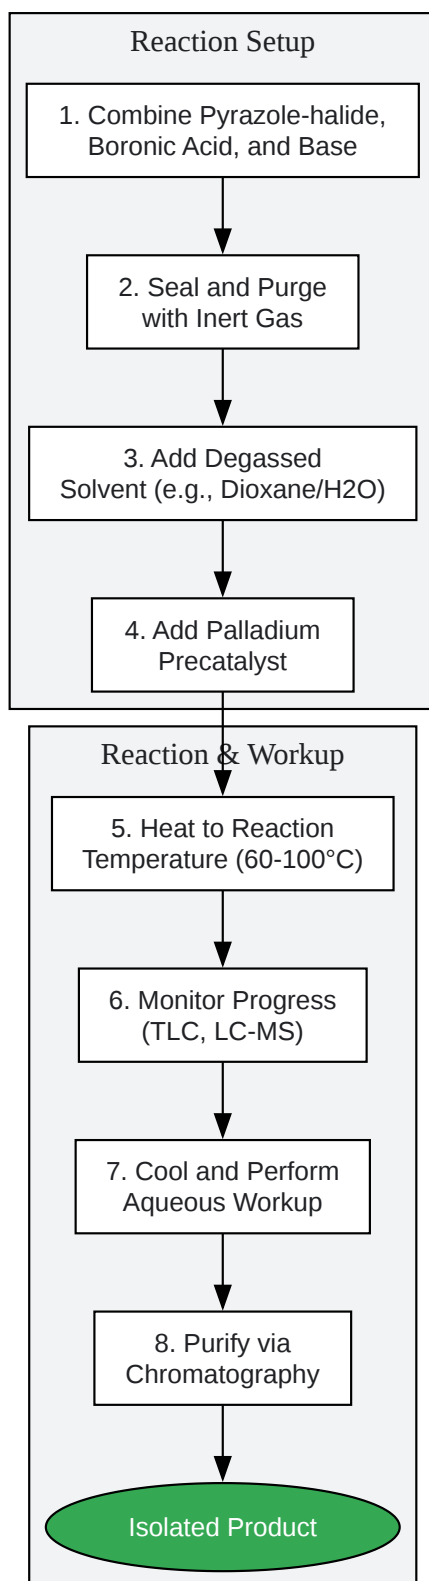 Reaction Setup
1. Combine Pyrazole-halide,
Boronic Acid, and Base
2. Seal and Purge
with Inert Gas
3. Add Degassed
Solvent (e.g., Dioxane/H2O)
4. Add Palladium
Precatalyst
Reaction & Workup
5. Heat to Reaction
Temperature (60-100°C)
6. Monitor Progress
(TLC, LC-MS)
7. Cool and Perform
Aqueous Workup
8. Purify via
Chromatography
Isolated Product